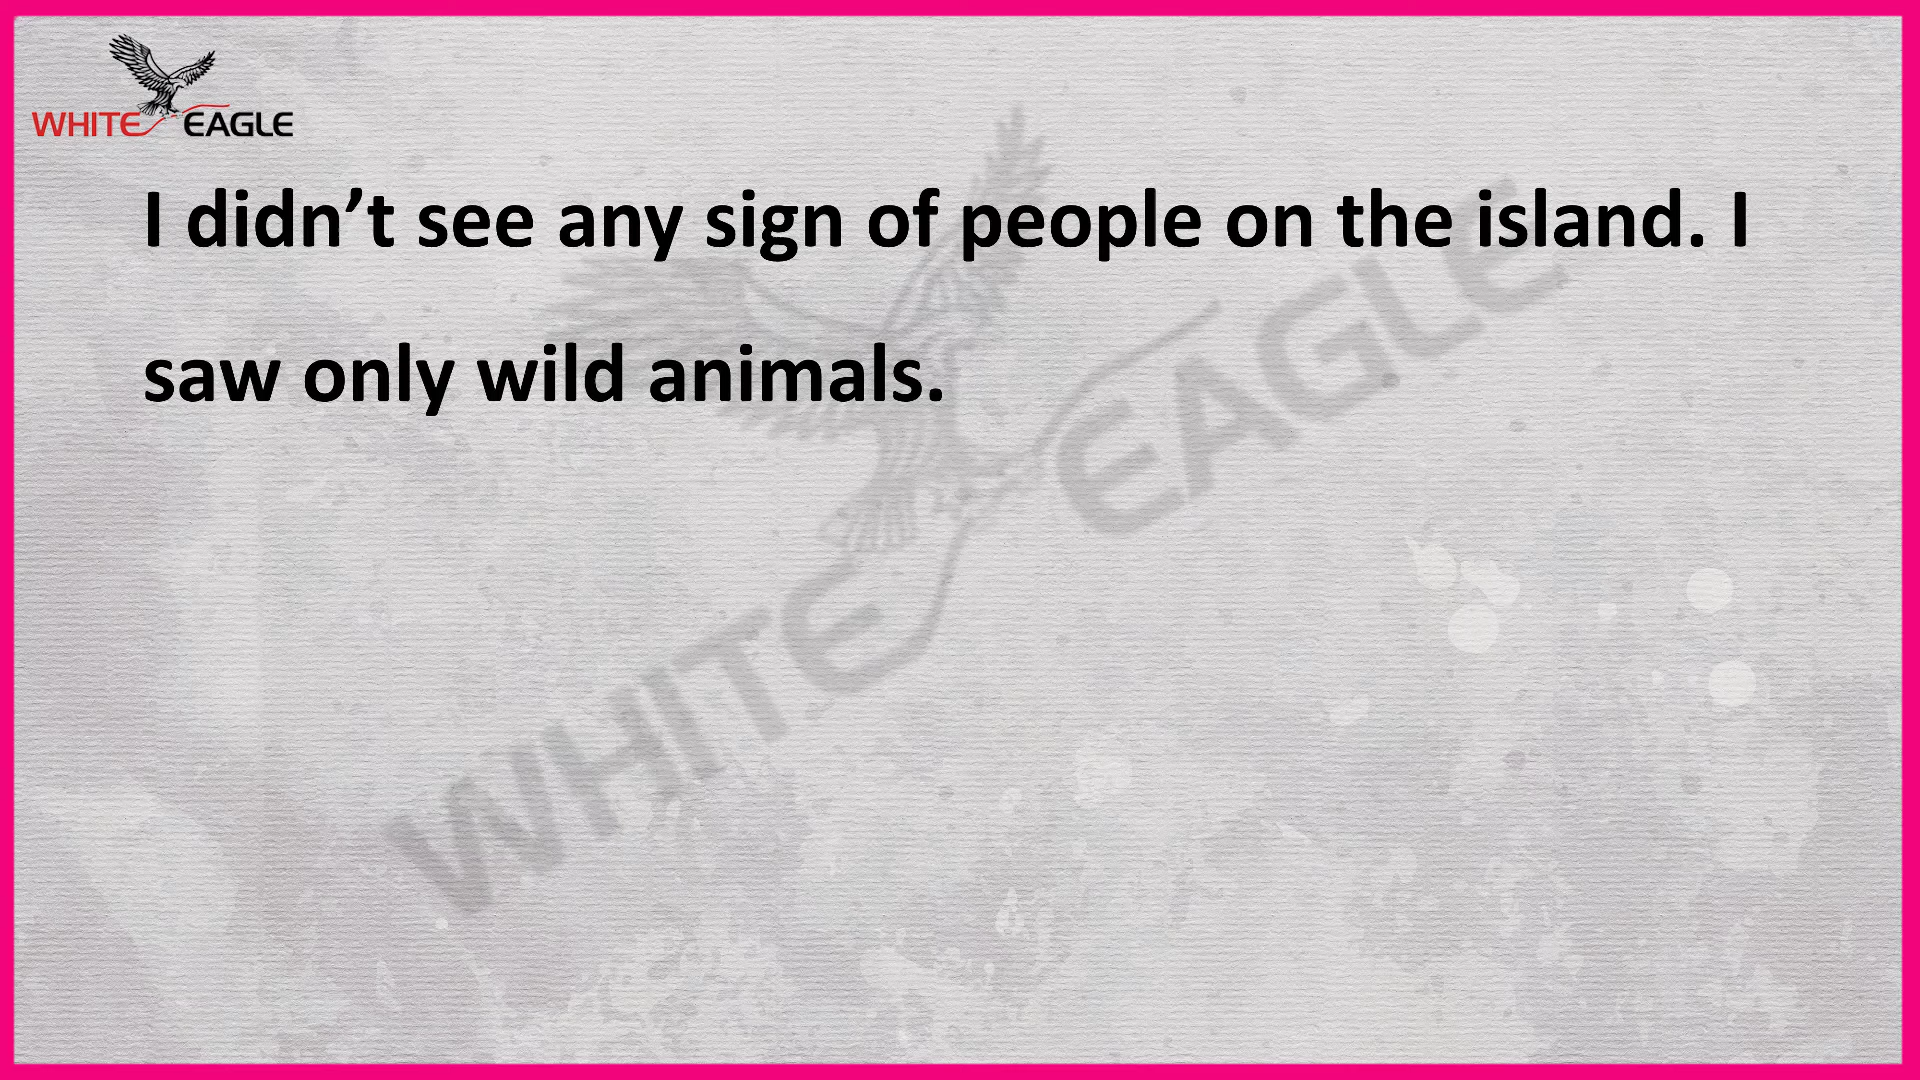 WHITE EAGLE
I didn’t see any sign of people on the island. I
saw only wild animals.
WHITE EAGLE